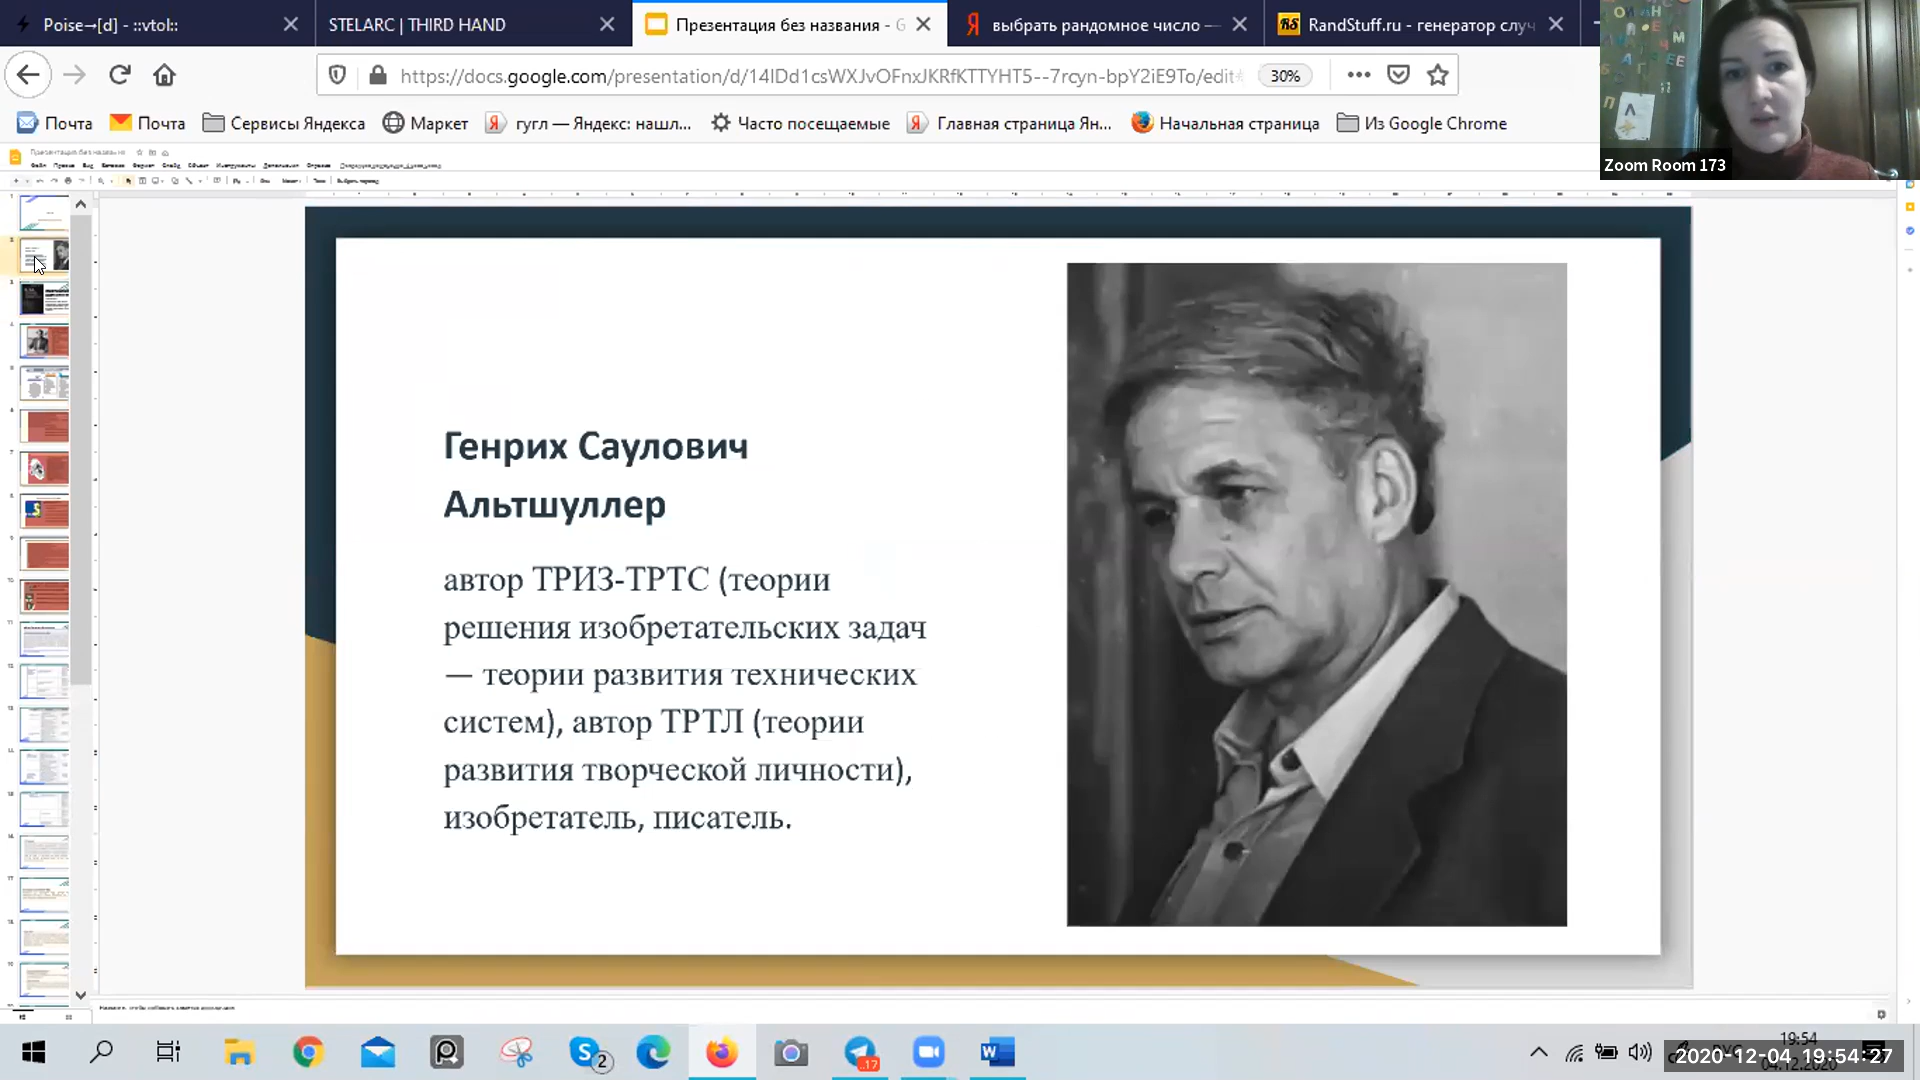 Poise→[d] - ::vtol::
STELARC | THIRD HAND
Презентация без названия - G
выбрать рандомное число —
RandStuff.ru - генератор случ
https://docs.google.com/presentation/d/14IDd1csWXJvOFnxJKRfKTTYHT5--7rcyn-bpY2iE9To/edit
30%
Почта
Почта
Сервисы Яндекса
Маркет
гугл — Яндекс: нашл...
Часто посещаемые
Главная страница Ян...
Начальная страница
Из Google Chrome
Zoom Room 173
Генрих Саулович
Альтшуллер
автор ТРИЗ-ТРТС (теории
решения изобретательских задач
— теории развития технических
систем), автор ТРТЛ (теории
развития творческой личности),
изобретатель, писатель.
19:54
2020-12-04 19:54:27